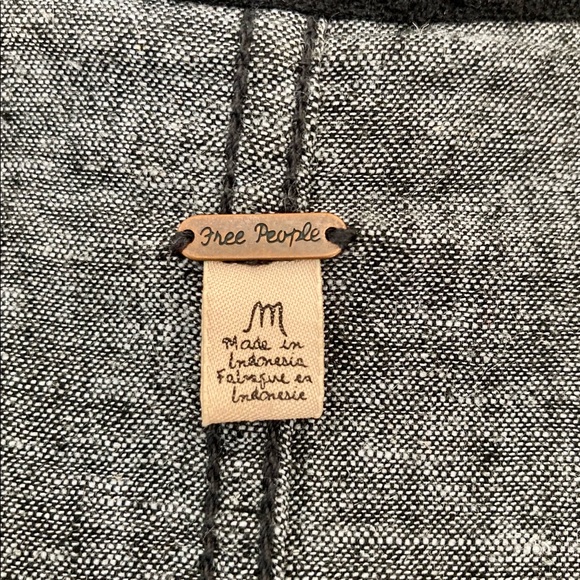 Free People
M
Made in
Indonesia
Fabrique en
Indonesie